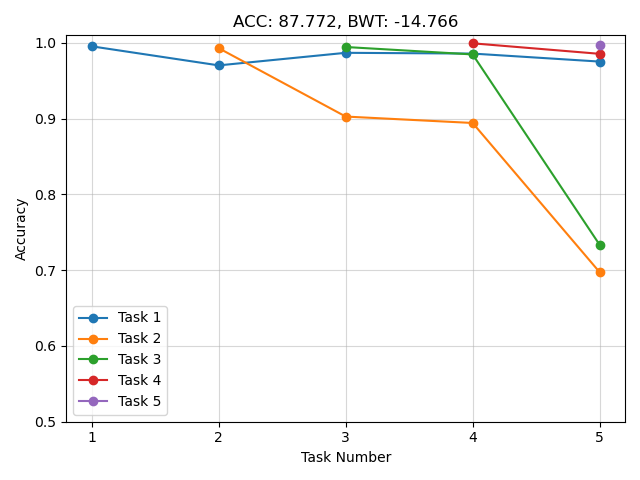 ACC: 87.772, BWT: -14.766
1.0
0.9
0.8
0.7
0.6
0.5
Accuracy
Task 1
Task 2
Task 3
Task 4
Task 5
1 2 3 4 5
Task Number